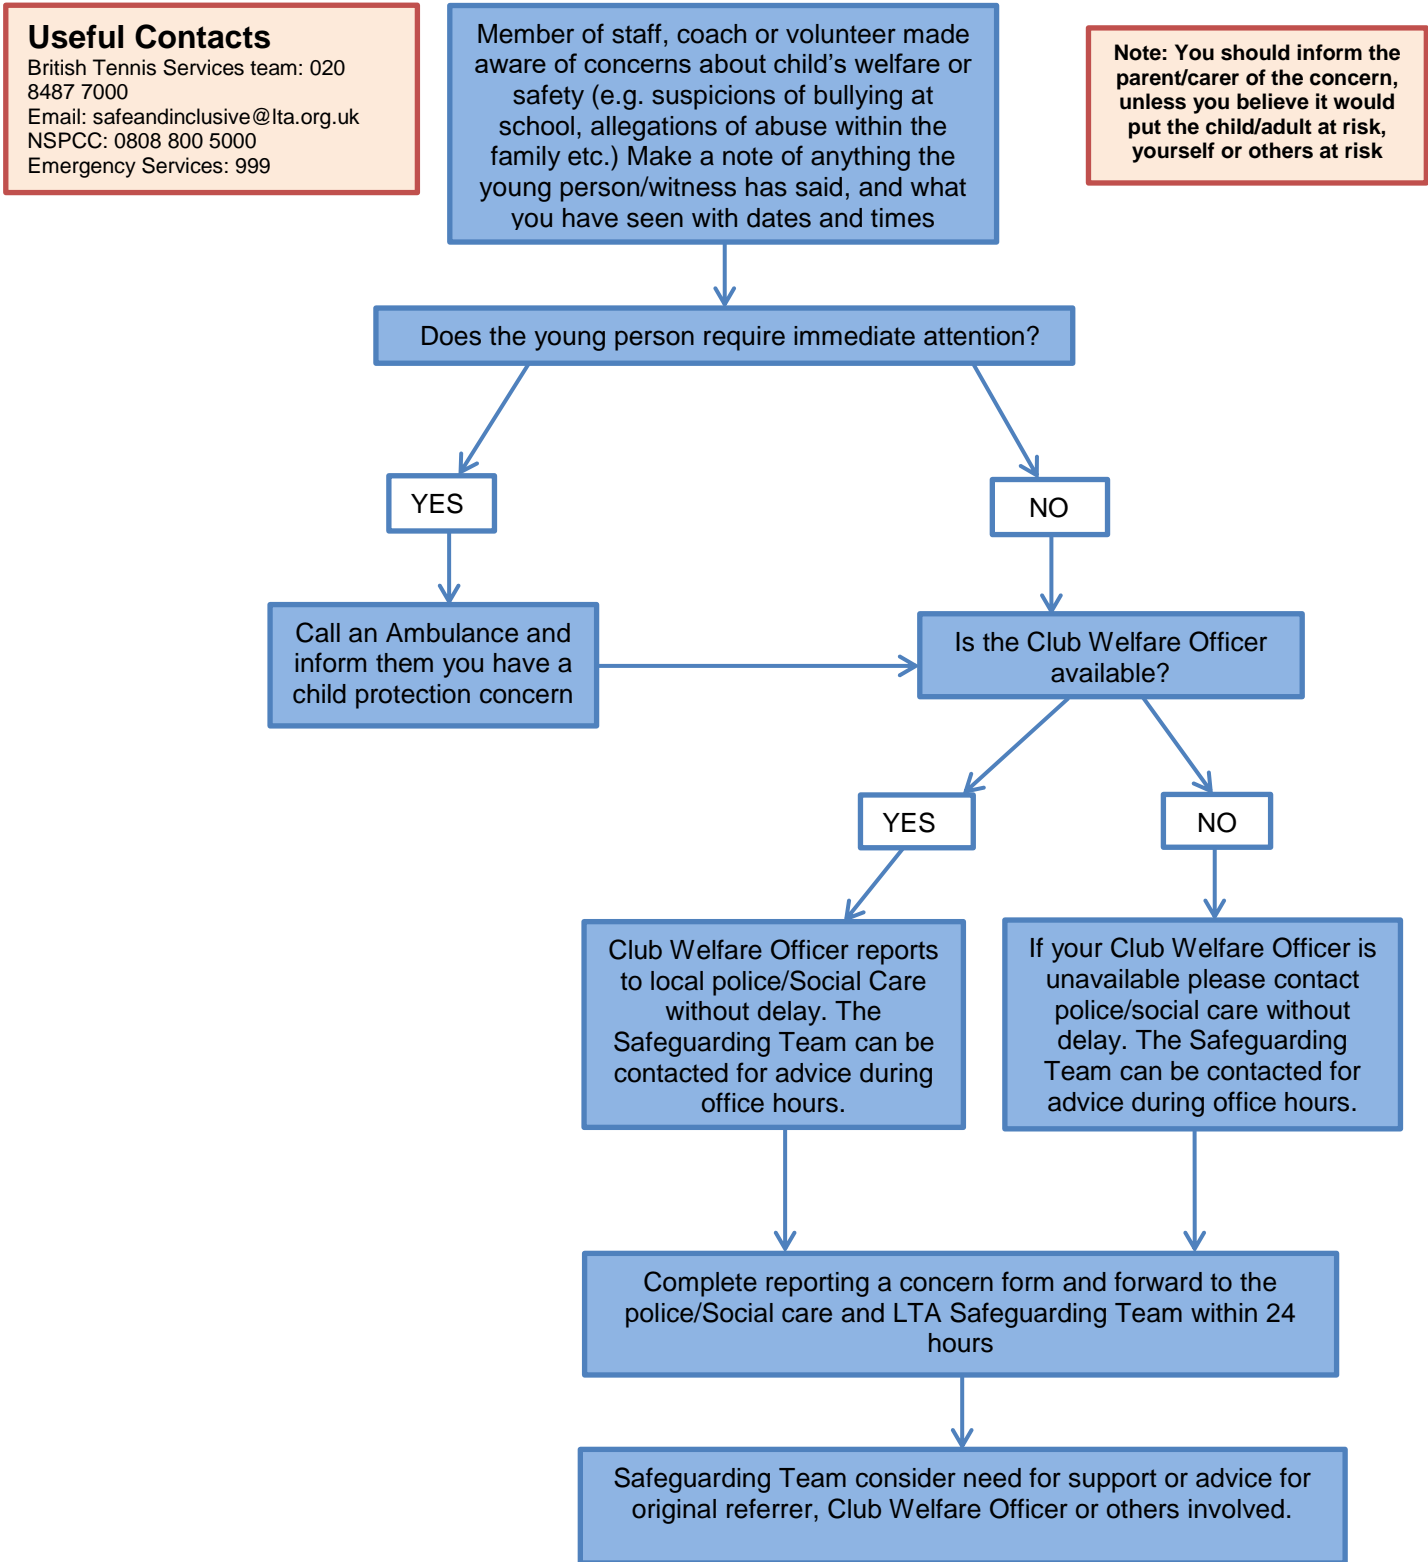 Useful Contacts
British Tennis Services team: 020
8487 7000
Email: safeandinclusive@lta.org.uk
NSPCC: 0808 800 5000
Emergency Services: 999
Member of staff, coach or volunteer made
aware of concerns about child’s welfare or
safety (e.g. suspicions of bullying at
school, allegations of abuse within the
family etc.) Make a note of anything the
young person/witness has said, and what
you have seen with dates and times
Note: You should inform the
parent/carer of the concern,
unless you believe it would
put the child/adult at risk,
yourself or others at risk
Does the young person require immediate attention?
YES
NO
Call an Ambulance and
inform them you have a
child protection concern
Is the Club Welfare Officer
available?
YES
NO
Club Welfare Officer reports
to local police/Social Care
without delay. The
Safeguarding Team can be
contacted for advice during
office hours.
If your Club Welfare Officer is
unavailable please contact
police/social care without
delay. The Safeguarding
Team can be contacted for
advice during office hours.
Complete reporting a concern form and forward to the
police/Social care and LTA Safeguarding Team within 24
hours
Safeguarding Team consider need for support or advice for
original referrer, Club Welfare Officer or others involved.